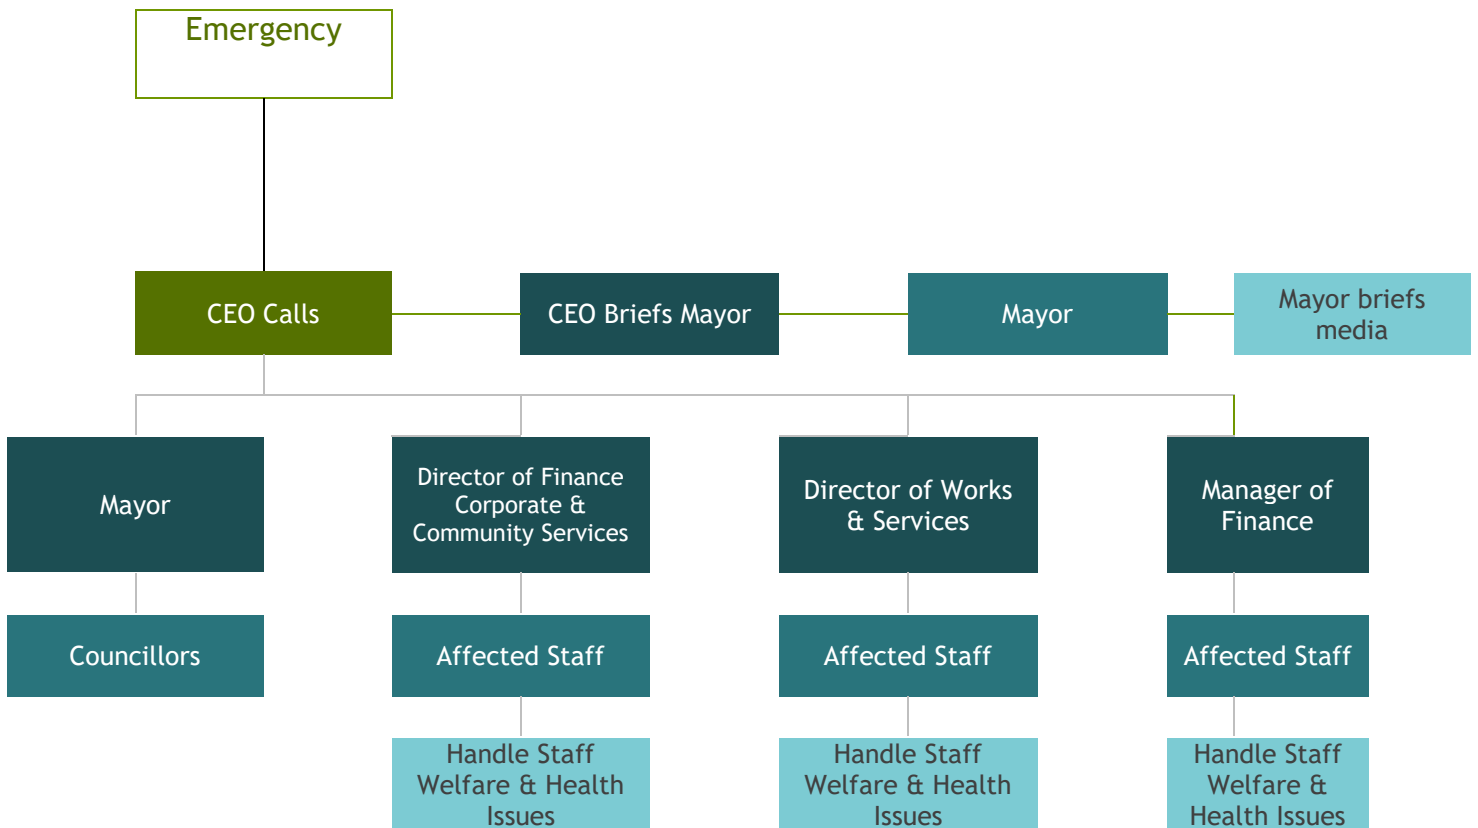 Emergency
CEO Calls
CEO Briefs Mayor
Mayor
Mayor briefs
media
Mayor
Director of Finance
Corporate &
Community Services
Director of Works
& Services
Manager of
Finance
Councillors
Affected Staff
Affected Staff
Affected Staff
Handle Staff
Welfare & Health
Issues
Handle Staff
Welfare & Health
Issues
Handle Staff
Welfare &
Health Issues